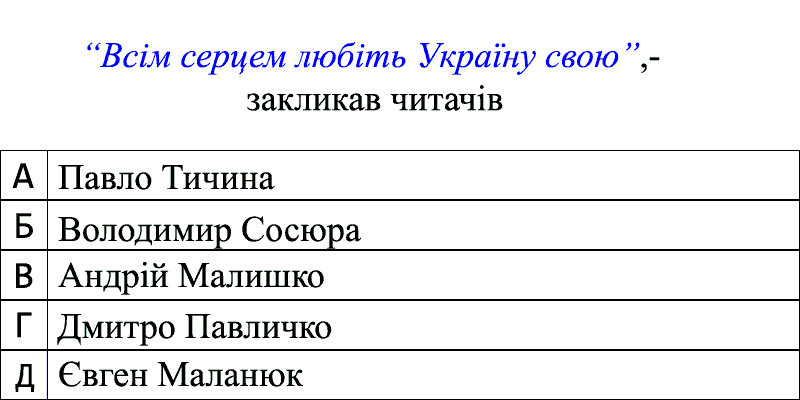 “Всім серцем любіть Україну свою”,-
закликав читачів
А Павло Тичина
Б Володимир Сосюра
В Андрій Малишко
Г Дмитро Павличко
Д Євген Маланюк